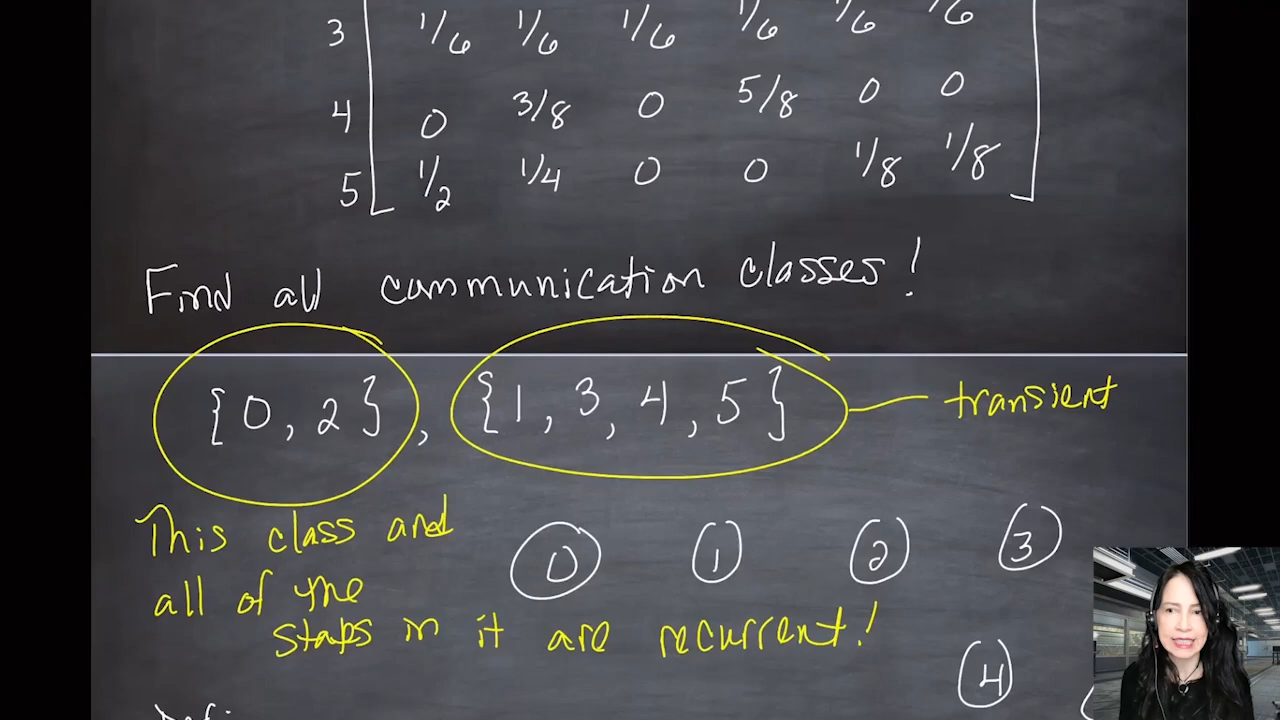 3 1/6 1/6 1/6 1/6 1/6 1/6
4 0 3/8 0 5/8 0 0
5 1/2 1/4 0 0 1/8 1/8
Find all communication classes!
{0, 2}, {1, 3, 4, 5} transient
This class and
all of the
staps in it are recurrent!
0 1 2 3
4